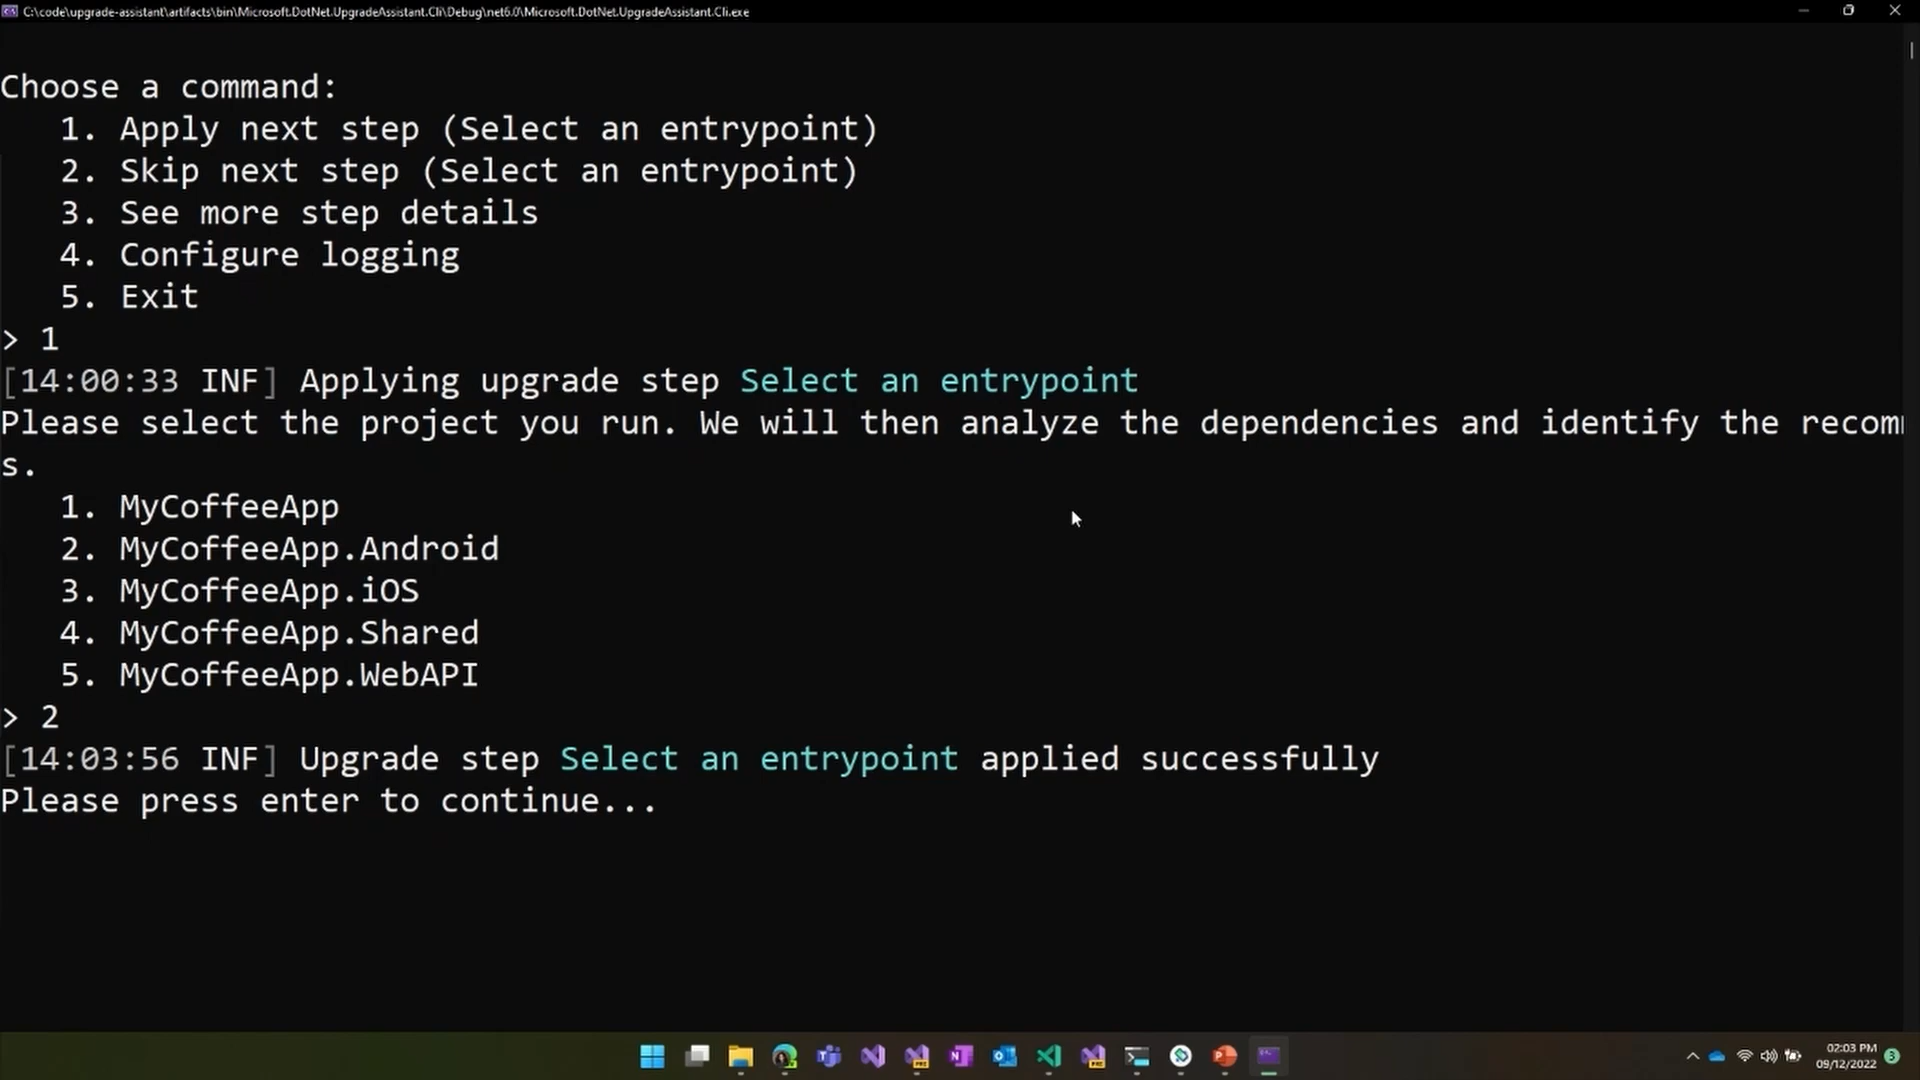 C:\code\upgrade-assistant\artifacts\bin\Microsoft.DotNet.UpgradeAssistant.Cli\Debug\net6.0\Microsoft.DotNet.UpgradeAssistant.Cli.exe
Choose a command:
1. Apply next step (Select an entrypoint)
2. Skip next step (Select an entrypoint)
3. See more step details
4. Configure logging
5. Exit
> 1
[14:00:33 INF] Applying upgrade step Select an entrypoint
Please select the project you run. We will then analyze the dependencies and identify the recom
s.
1. MyCoffeeApp
2. MyCoffeeApp.Android
3. MyCoffeeApp.iOS
4. MyCoffeeApp.Shared
5. MyCoffeeApp.WebAPI
> 2
[14:03:56 INF] Upgrade step Select an entrypoint applied successfully
Please press enter to continue...
02:03 PM
09/12/2022
3